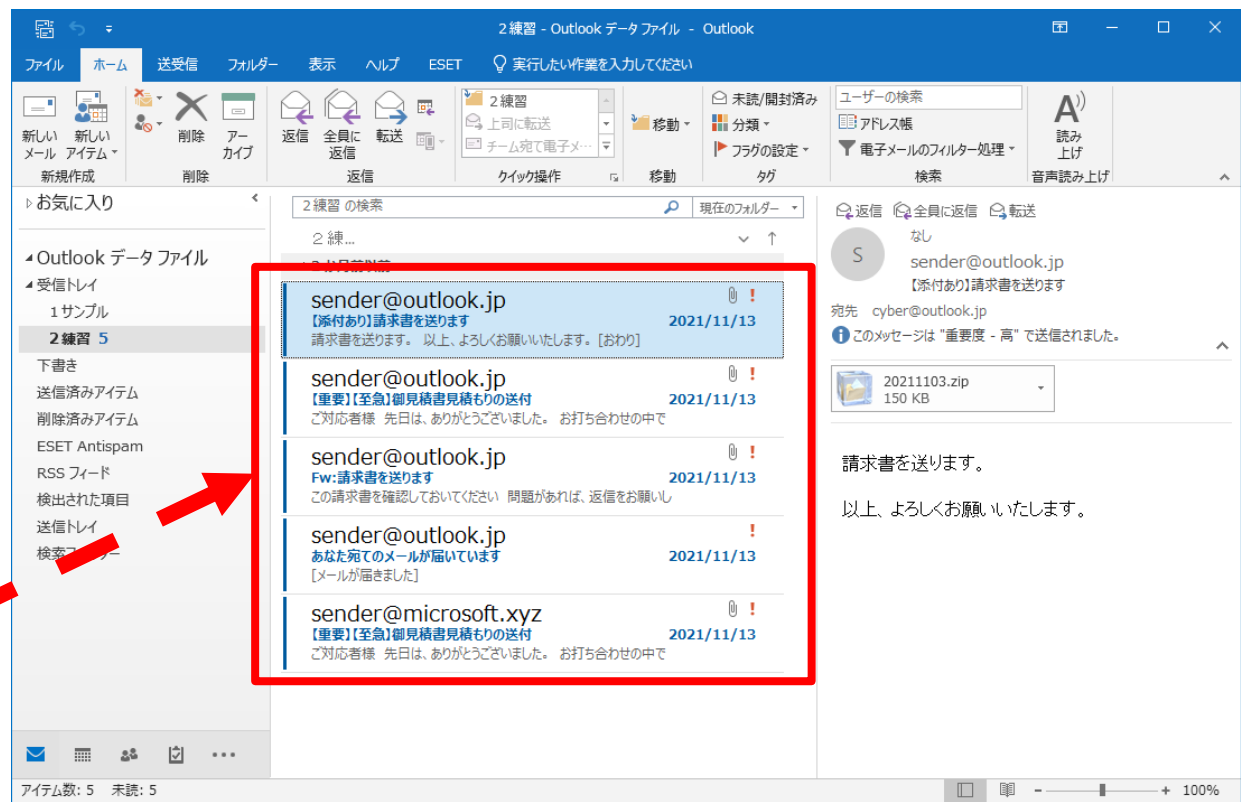 2練習 - Outlook データ ファイル - Outlook
ファイル ホーム 送受信 フォルダー 表示 ヘルプ ESET 実行したい作業を入力してください
新しい メール
新しい アイテム
削除
アー カイブ
返信
全員に 返信
転送
2練習
上司に転送
チーム宛て電子メ…
移動
未読/開封済み
分類
フラグの設定
ユーザーの検索
アドレス帳
電子メールのフィルター処理
読み 上げ
新規作成 削除 返信 クイック操作 移動 タグ 検索 音声読み上げ
お気に入り
Outlook データ ファイル
受信トレイ
1サンプル
2練習 5
下書き
送信済みアイテム
削除済みアイテム
ESET Antispam
RSS フィード
検出された項目
送信トレイ
2練習 の検索 現在のフォルダー
2 練...
sender@outlook.jp
【添付あり】請求書を送ります 2021/11/13
請求書を送ります。 以上、よろしくお願いいたします。[おわり]
sender@outlook.jp
【重要】【至急】御見積書見積もりの送付 2021/11/13
ご対応者様 先日は、ありがとうございました。 お打ち合わせの中で
sender@outlook.jp
Fw:請求書を送ります 2021/11/13
この請求書を確認しておいてください 問題があれば、返信をお願いし
sender@outlook.jp
あなた宛てのメールが届いています 2021/11/13
[メールが届きました]
sender@microsoft.xyz
【重要】【至急】御見積書見積もりの送付 2021/11/13
ご対応者様 先日は、ありがとうございました。 お打ち合わせの中で
返信 全員に返信 転送
S
なし
sender@outlook.jp
【添付あり】請求書を送ります
宛先 cyber@outlook.jp
このメッセージは "重要度 - 高" で送信されました。
20211103.zip
150 KB
請求書を送ります。
以上、よろしくお願いいたします。
アイテム数: 5 未読: 5
100%